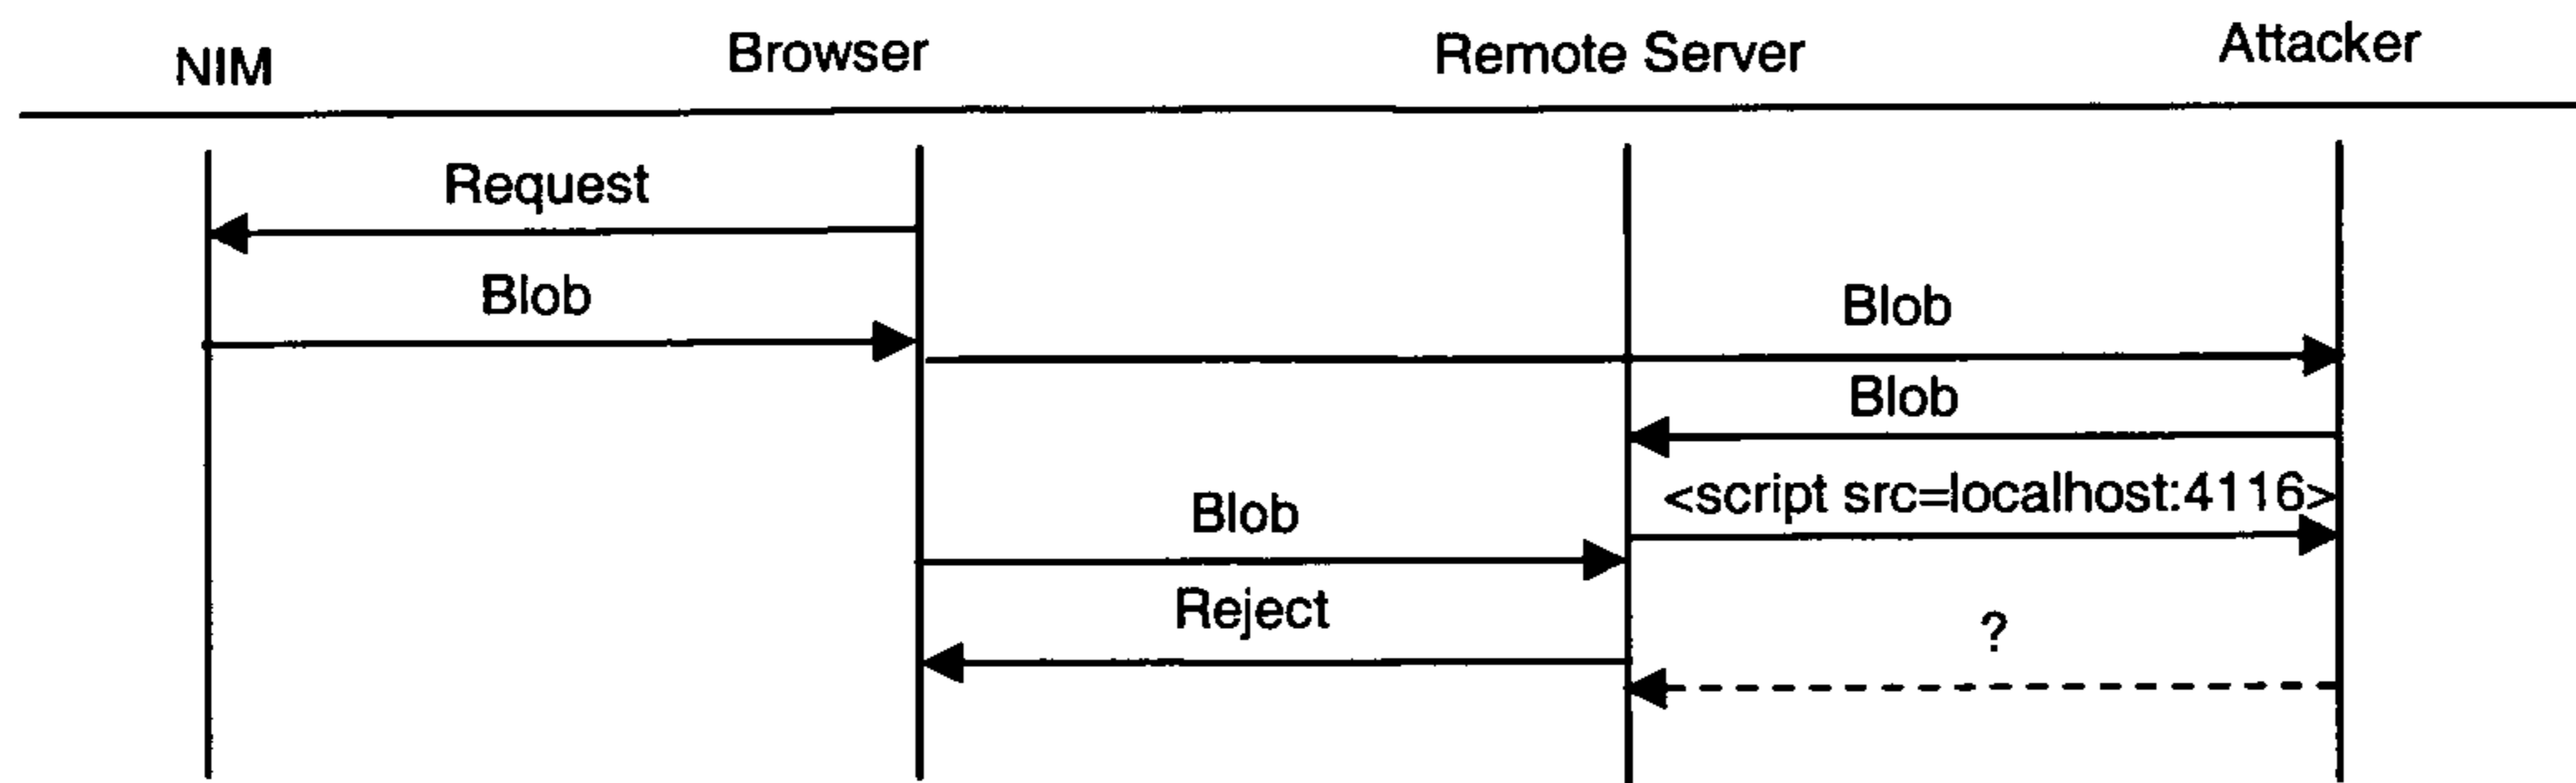 NIM Browser Remote Server Attacker
Request
Blob
Blob
Blob
<script src=localhost:4116>
Blob
Reject
?